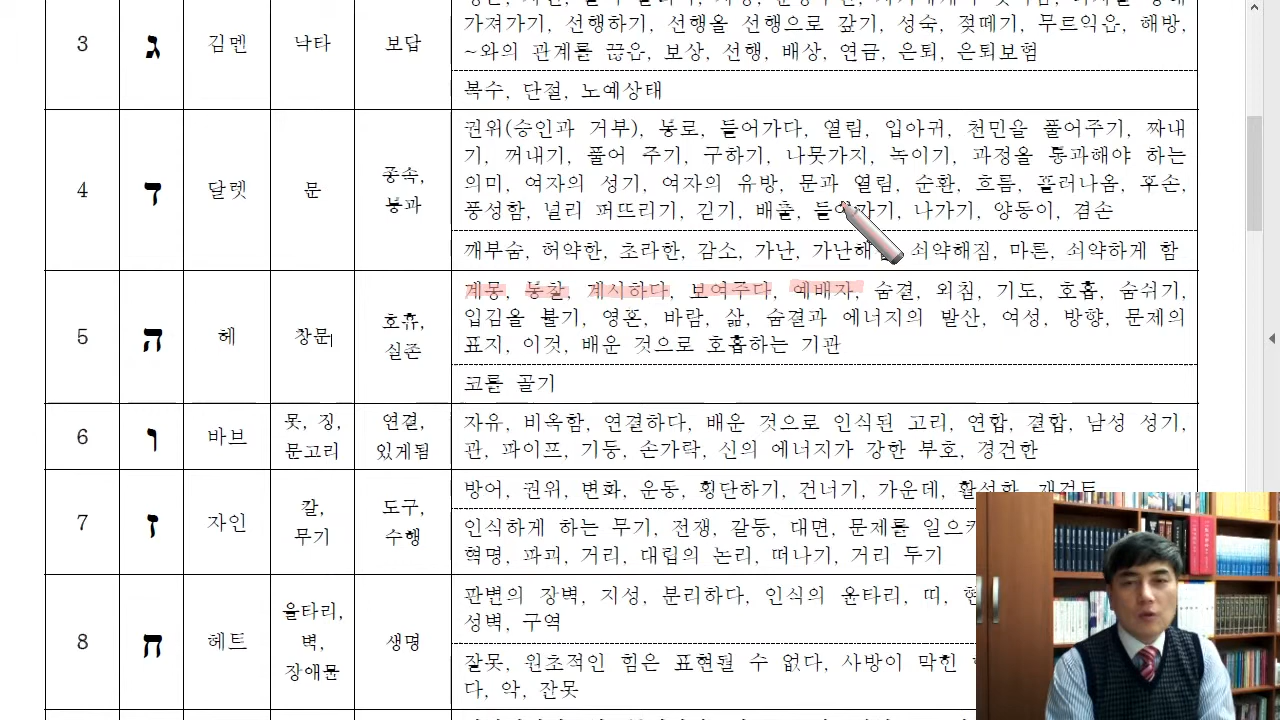 3 ג 김멘 낙타 보답
가져가기, 선행하기, 선행을 선행으로 갚기, 성숙, 젖떼기, 무르익음, 해방,
~와의 관계를 끊음, 보상, 선행, 배상, 연금, 은퇴, 은퇴보험
복수, 단절, 노예상태
4 ד 달렛 문 종속, 통과
권위(승인과 거부), 통로, 들어가다, 열림, 입아귀, 천민을 풀어주기, 짜내
기, 꺼내기, 풀어 주기, 구하기, 나뭇가지, 녹이기, 과정을 통과해야 하는
의미, 여자의 성기, 여자의 유방, 문과 열림, 순환, 흐름, 흘러나옴, 후손,
풍성함, 널리 퍼뜨리기, 긷기, 배출, 들어가기, 나가기, 양동이, 겸손
깨부숨, 허약한, 초라한, 감소, 가난, 쇠약해짐, 마른, 쇠약하게 함
5 ה 헤 창문 호흡, 실존
계몽, 통찰, 계시하다, 보여주다, 예배자, 숨결, 외침, 기도, 호흡, 숨쉬기,
입김을 불기, 영혼, 바람, 삶, 숨결과 에너지의 발산, 여성, 방향, 문제의
표지, 이것, 배운 것으로 호흡하는 기관
코를 골기
6 ו 바브 못, 징, 문고리 연결, 있게됨
자유, 비옥함, 연결하다, 배운 것으로 인식된 고리, 연합, 결합, 남성 성기,
관, 파이프, 기둥, 손가락, 신의 에너지가 강한 부호, 경건한
7 ז 자인 칼, 무기 도구, 수행
방어, 권위, 변화, 운동, 횡단하기, 건너기, 가운데, 활성화,
인식하게 하는 무기, 전쟁, 갈등, 대면, 문제를
혁명, 파괴, 거리, 대립의 논리, 떠나기, 거리 두기
8 ח 헤트 울타리, 벽, 장애물 생명
관념의 장벽, 지성, 분리하다, 인식의 울타리, 띠,
성벽, 구역
원초적인 힘은 표현될 수 없다, 사방이 막힌
잔못